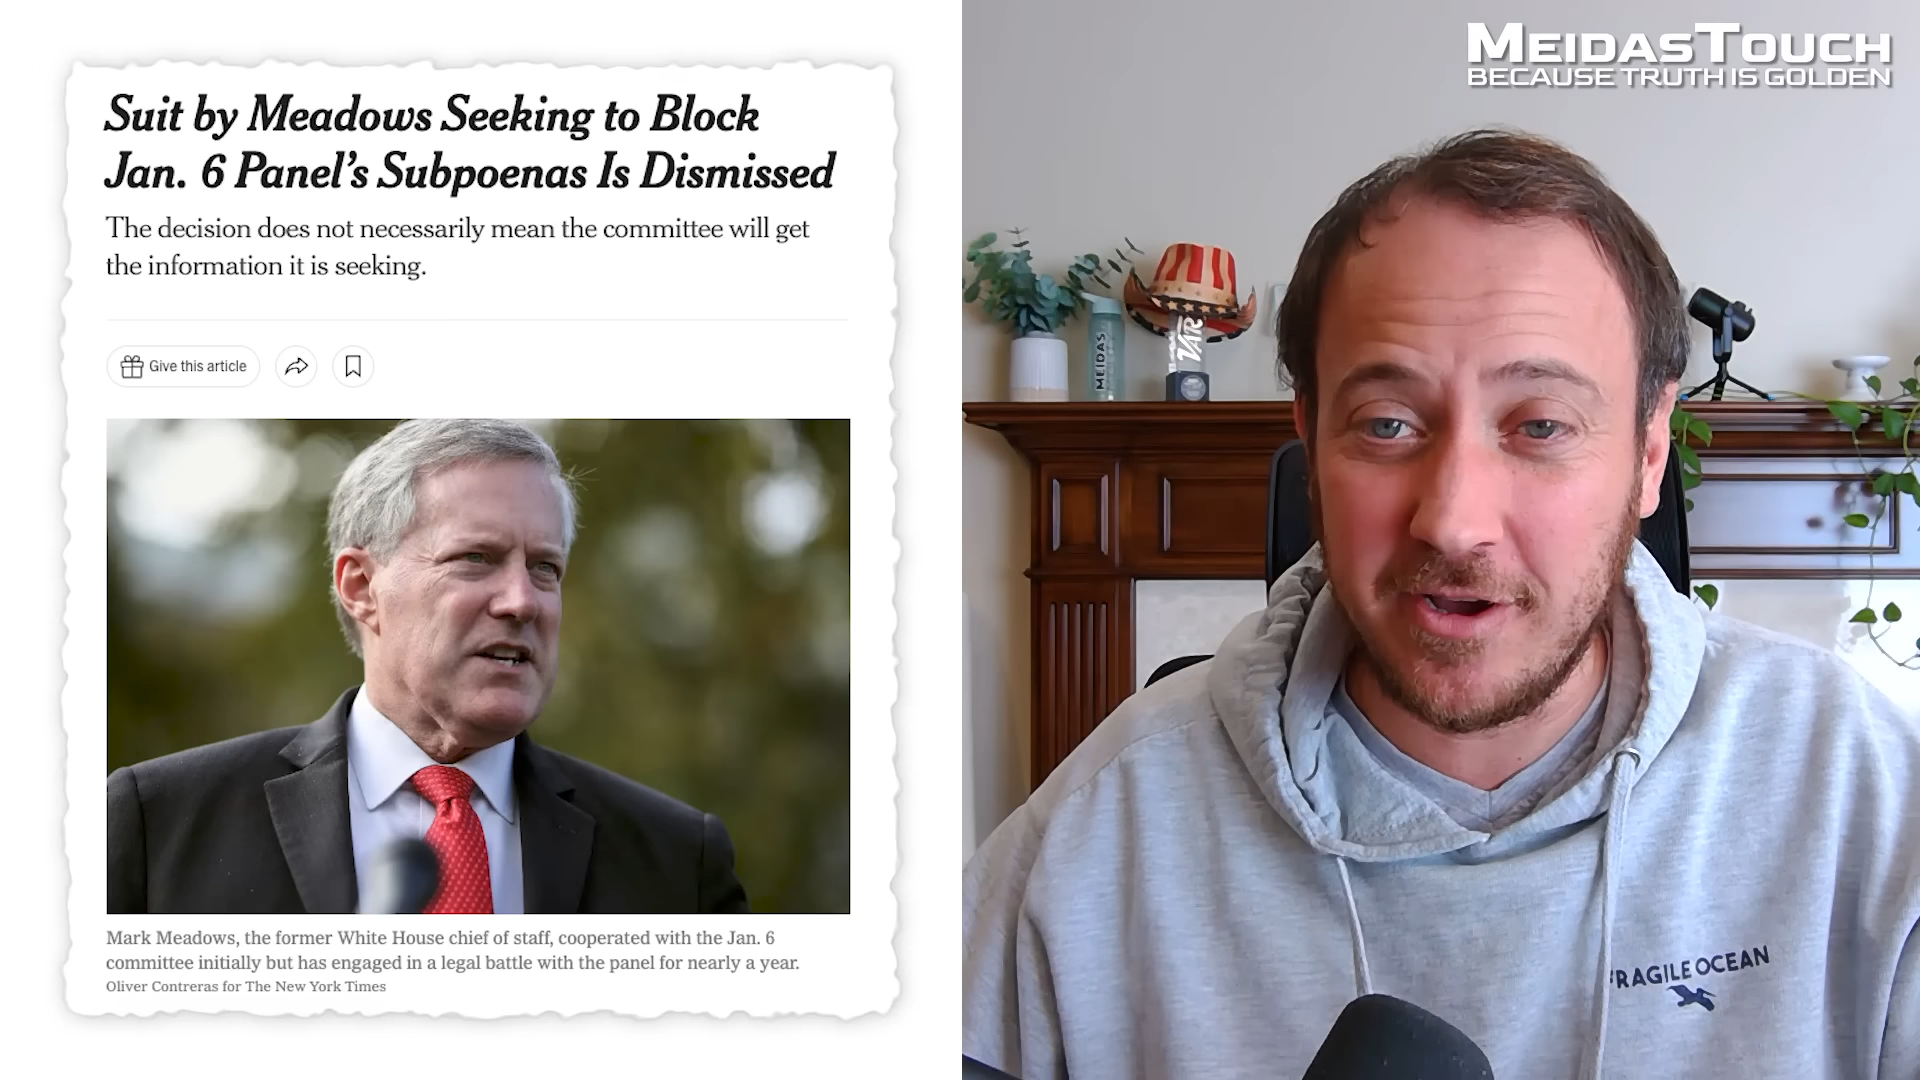 Suit by Meadows Seeking to Block
Jan. 6 Panel's Subpoenas Is Dismissed
The decision does not necessarily mean the committee will get
the information it is seeking.
Give this article
Mark Meadows, the former White House chief of staff, cooperated with the Jan. 6
committee initially but has engaged in a legal battle with the panel for nearly a year.
Oliver Contreras for The New York Times
MEIDASTOUCH
BECAUSE TRUTH IS GOLDEN
MEIDAS
RAGILE OCEAN